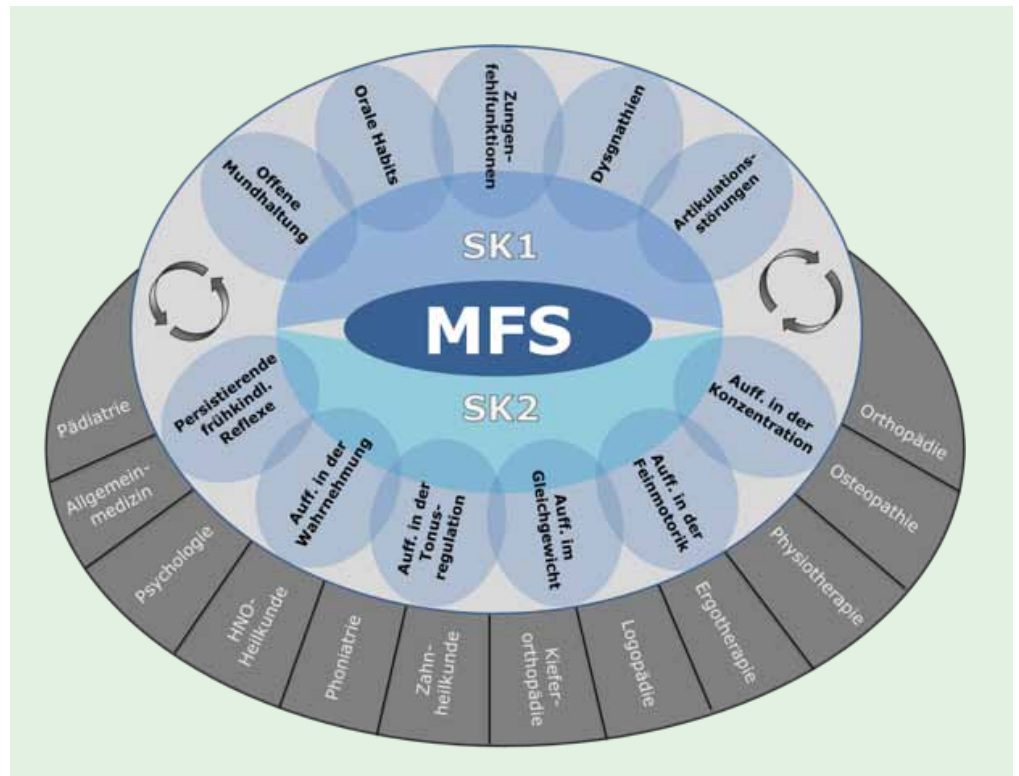 Offene
Mundhaltung
Orale Habits
Zungen-
fehlfunktionen
Dysgnathien
Artikulations-
störungen
SK1
MFS
SK2
Persistierende
frühkindl.
Reflexe
Auff. in der
Wahrnehmung
Auff. in der
Tonus-
regulation
Auff. im
Gleichgewicht
Auff. in der
Feinmotorik
Auff. in der
Konzentration
Pädiatrie
Allgemein-
medizin
Psychologie
HNO-
Heilkunde
Phoniatrie
Zahn-
heilkunde
Kiefer-
orthopädie
Logopädie
Ergotherapie
Physiotherapie
Osteopathie
Orthopädie